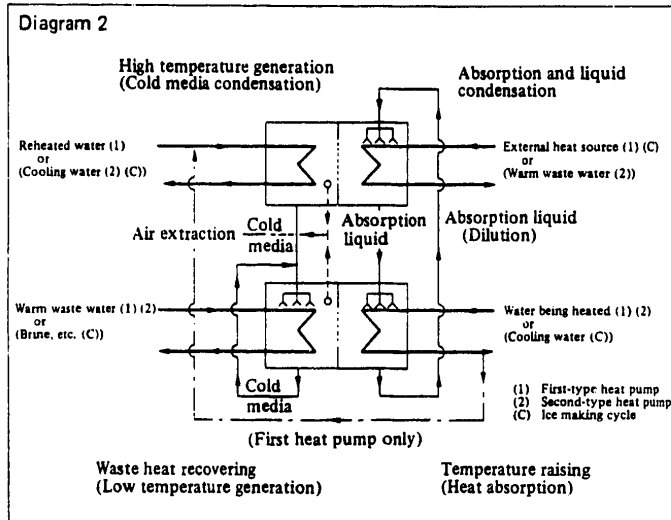 Diagram 2
High temperature generation
(Cold media condensation)
Absorption and liquid
condensation
Reheated water (1)
or
(Cooling water (2) (C))
External heat source (1) (C)
or
(Warm waste water (2))
Air extraction
Cold
media
Absorption
liquid
Absorption liquid
(Dilution)
Warm waste water (1) (2)
or
(Brune, etc. (C))
Water being heated (1) (2)
or
(Cooling water (C))
Cold
media
(1) First-type heat pump
(2) Second-type heat pump
(C) Ice making cycle
(First heat pump only)
Waste heat recovering
(Low temperature generation)
Temperature raising
(Heat absorption)